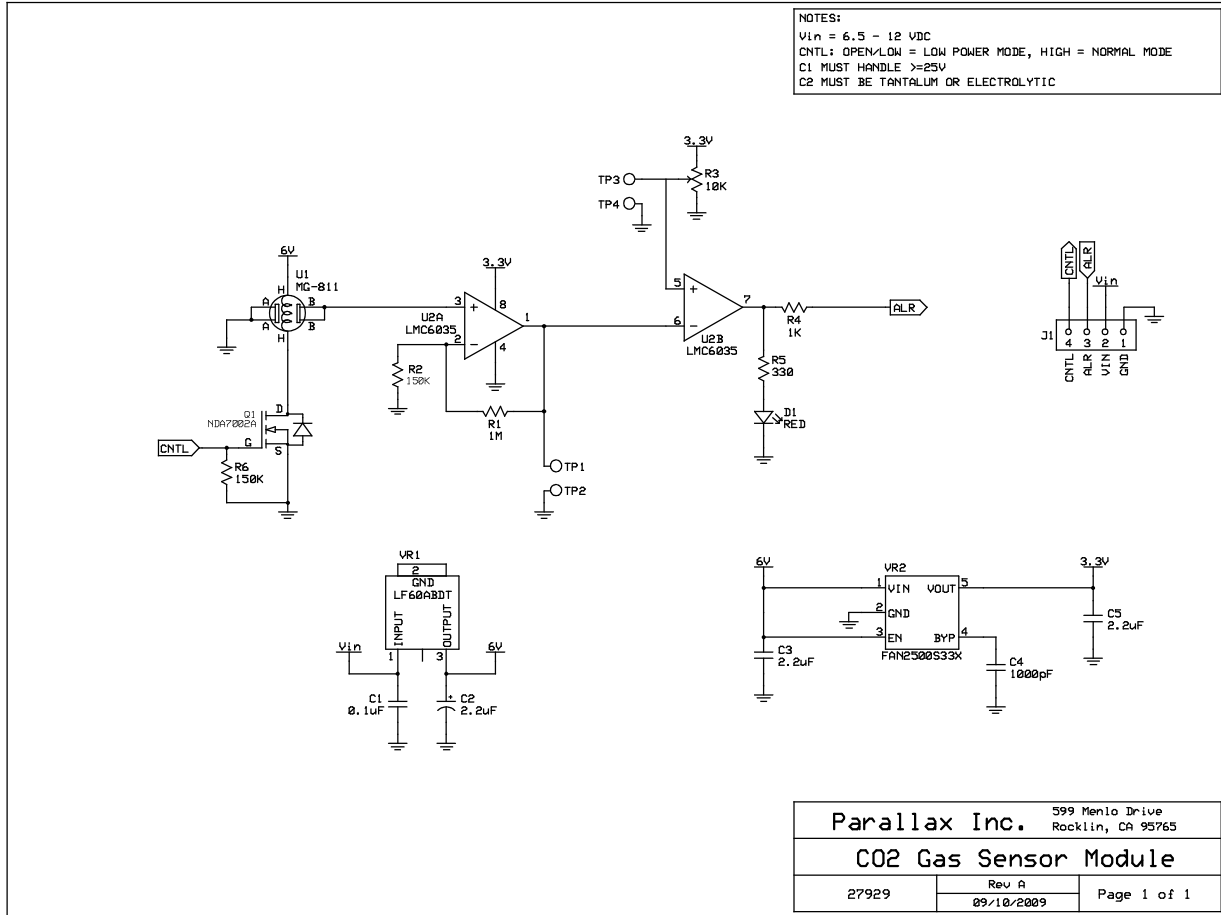 NOTES:
Vin = 6.5 - 12 VDC
CNTL: OPEN/LOW = LOW POWER MODE, HIGH = NORMAL MODE
C1 MUST HANDLE >=25V
C2 MUST BE TANTALUM OR ELECTROLYTIC
3.3V
R3
10K
TP3
TP4
6V
U1
MG-811
H
A
A
B
B
H
3.3V
3
8
U2A
LMC6035
1
2
4
R2
150K
R1
1M
TP1
TP2
Q1
NDA7002A
D
G
S
CNTL
R6
150K
5
6
7
U2B
LMC6035
R4
1K
ALR
R5
330
D1
RED
CNTL
ALR
Vin
J1
4
3
2
1
CNTL
ALR
VIN
GND
VR1
2
GND
LF60ABDT
INPUT
OUTPUT
1
3
Vin
6V
C1
0.1uF
C2
+
2.2uF
6V
VR2
1
VIN
VOUT
5
2
GND
3
EN
BYP
4
FAN2500S33X
3.3V
C3
2.2uF
C4
1000pF
C5
2.2uF
Parallax Inc.
599 Menlo Drive
Rocklin, CA 95765
CO2 Gas Sensor Module
27929
Rev A
09/10/2009
Page 1 of 1